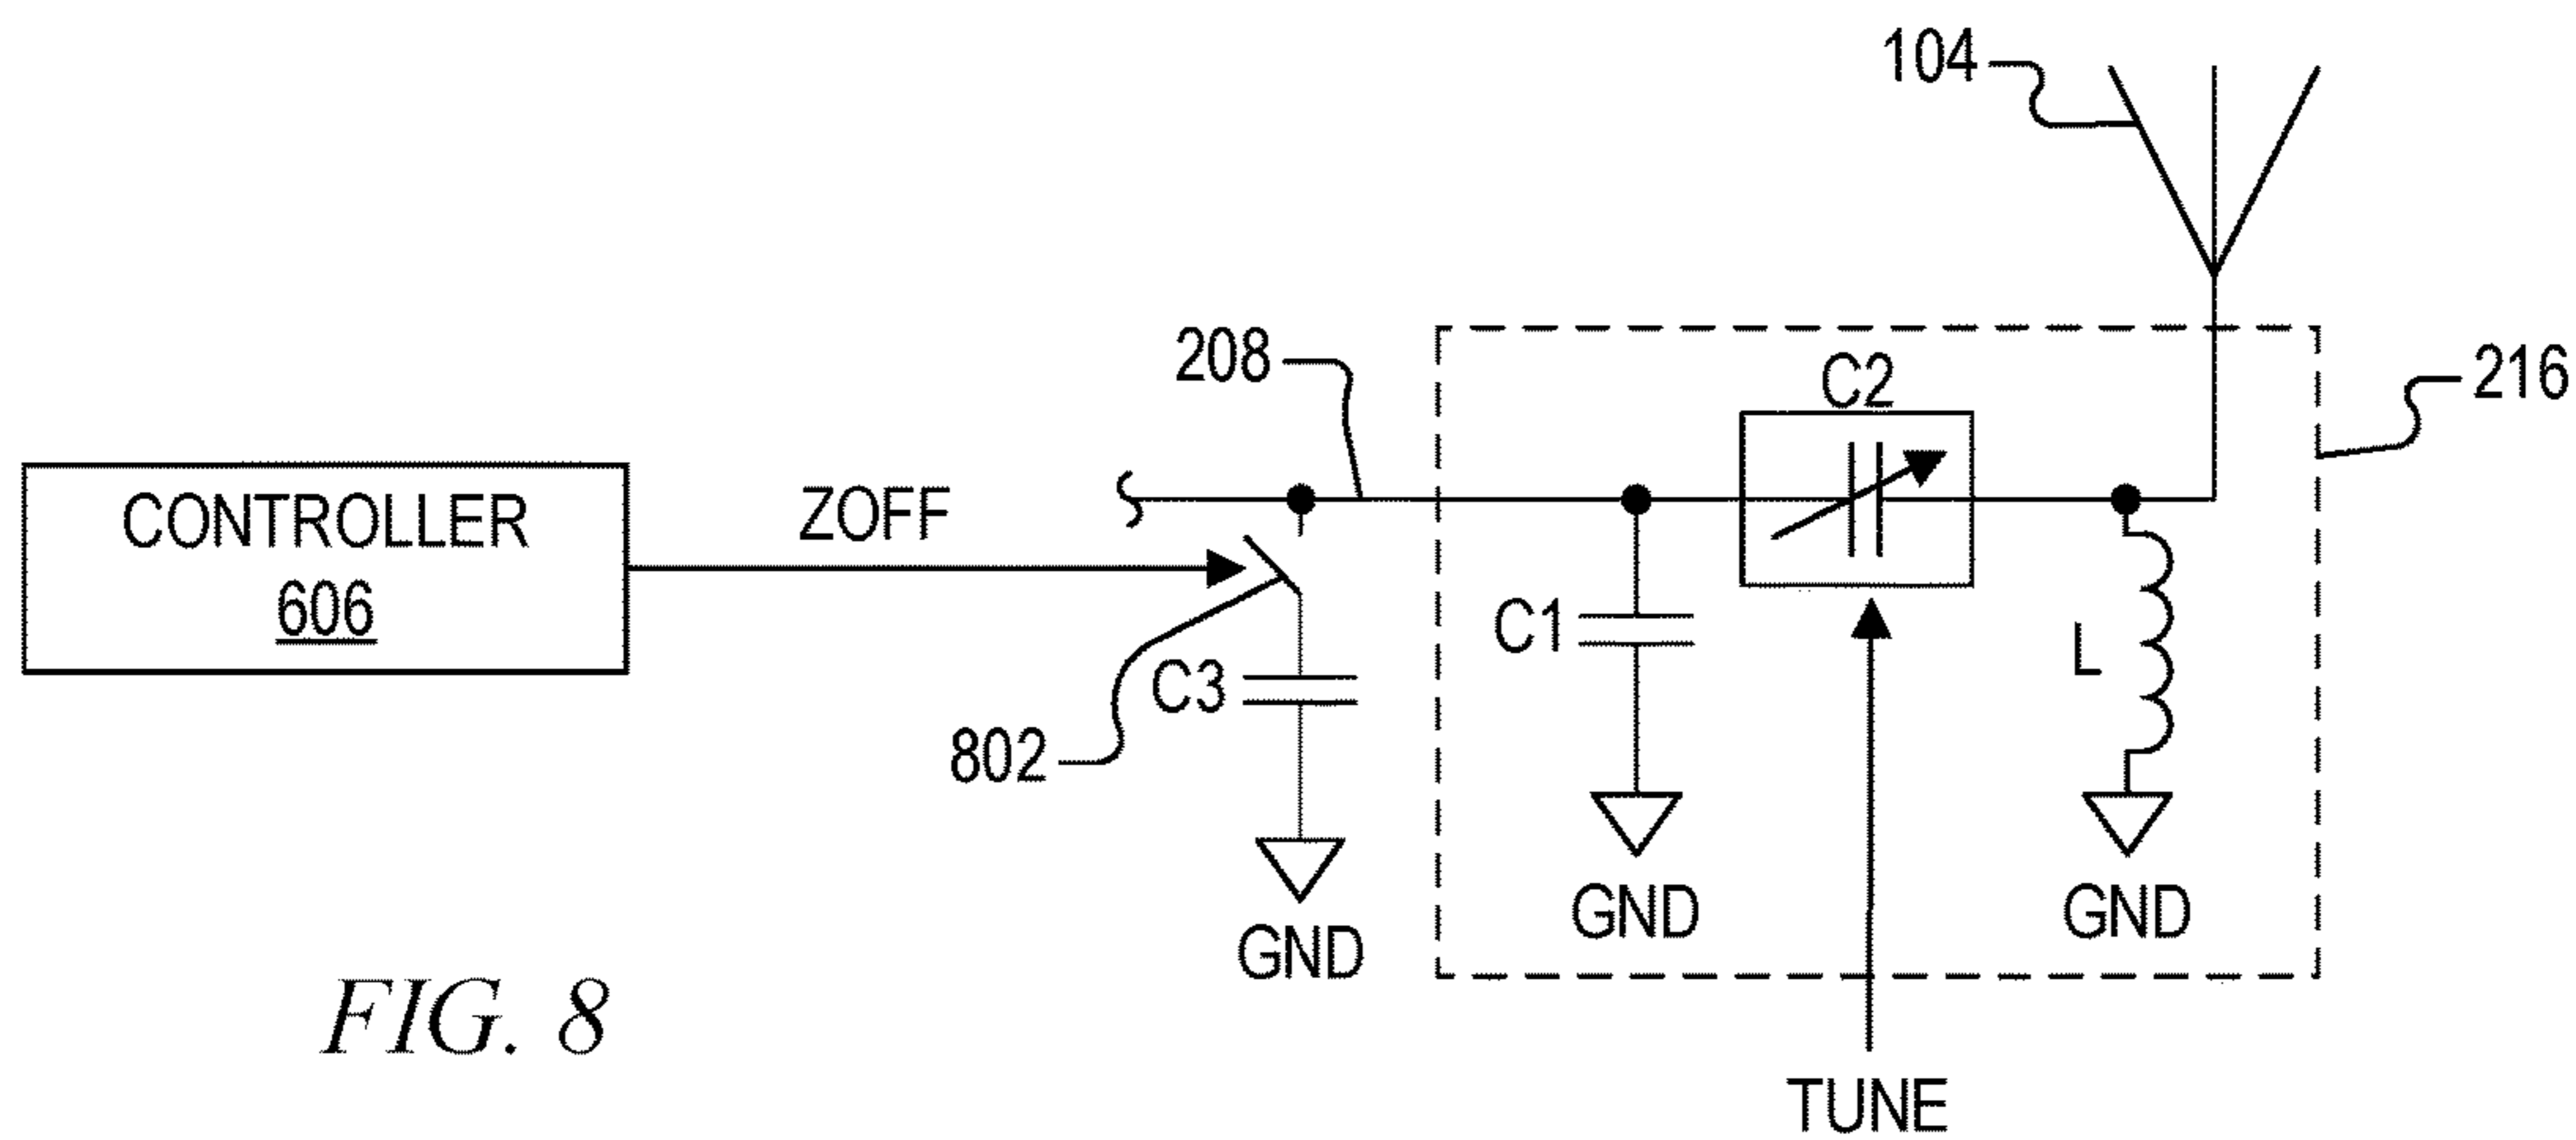 104
208
216
C2
CONTROLLER
606
ZOFF
C1
L
C3
802
GND
GND
GND
FIG. 8
TUNE